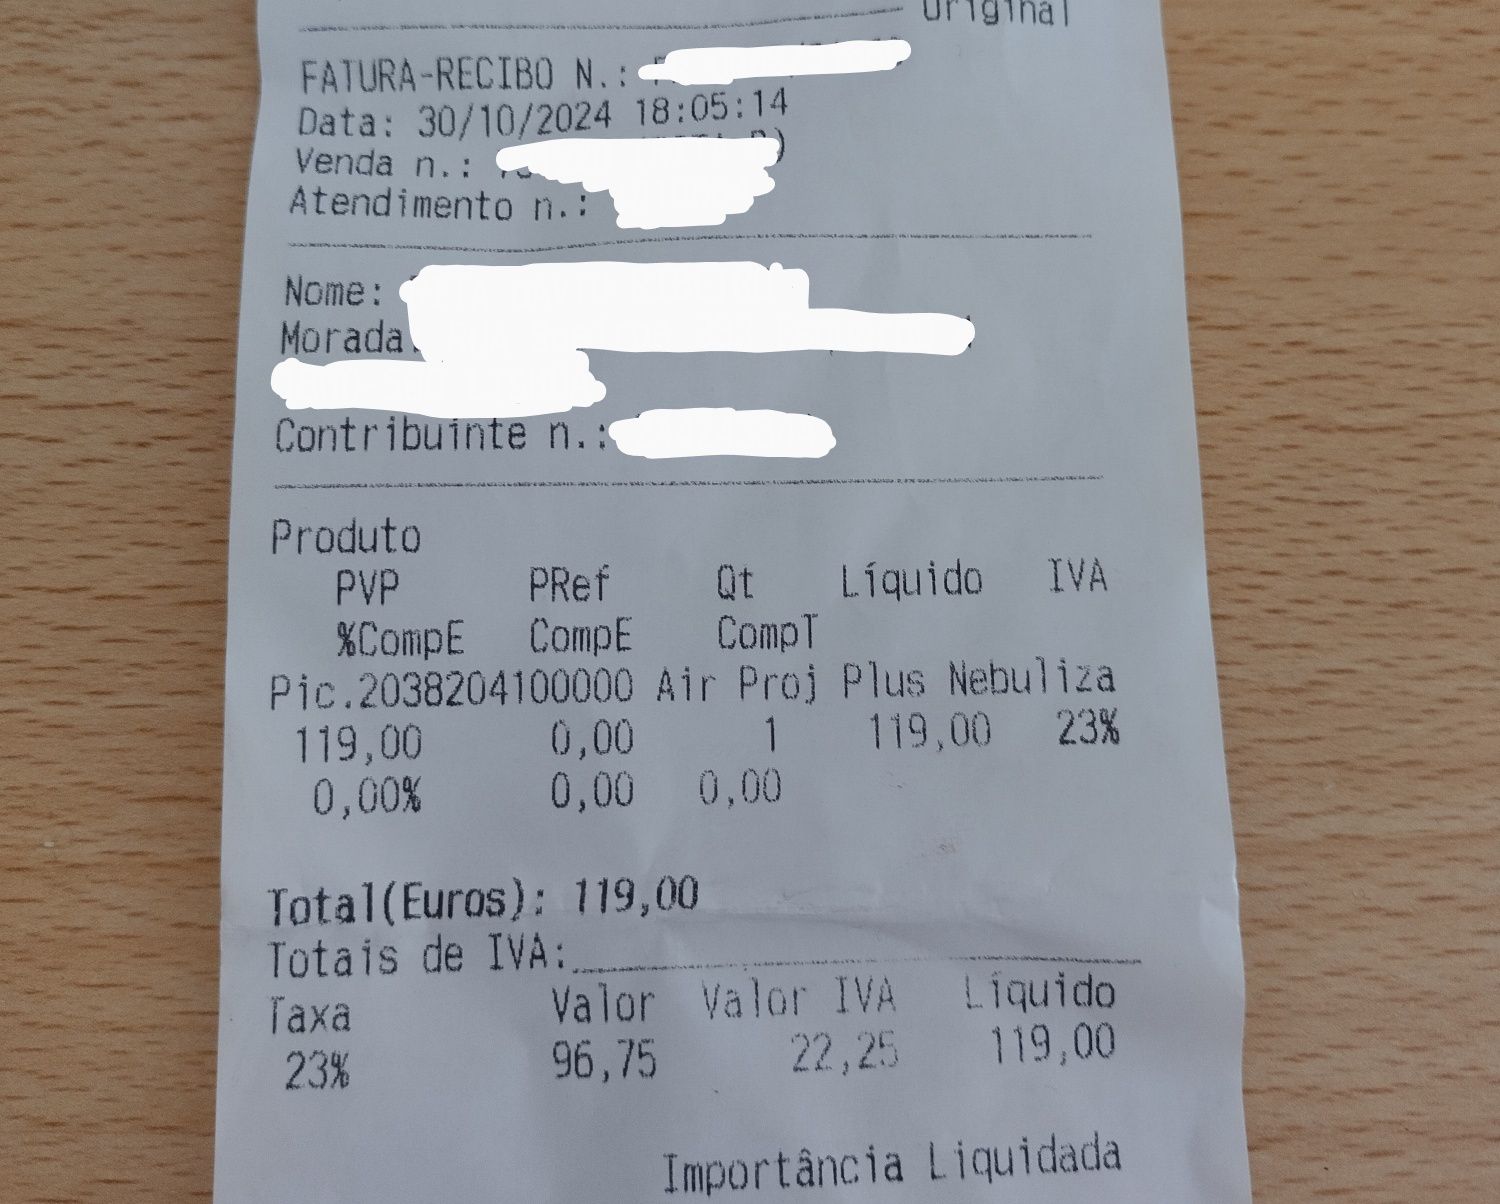 Original
FATURA-RECIBO N.:
Data: 30/10/2024 18:05:14
Venda n.:
Atendimento n.:
Nome:
Morada
Contribuinte n.:
Produto
PVP PRef Qt Líquido IVA
%CompE CompE CompT
Pic.2038204100000 Air Proj Plus Nebuliza
119,00 0,00 1 119,00 23%
0,00% 0,00 0,00
Total(Euros): 119,00
Totais de IVA:
Taxa Valor Valor IVA Líquido
23% 96,75 22,25 119,00
Importância Liquidada